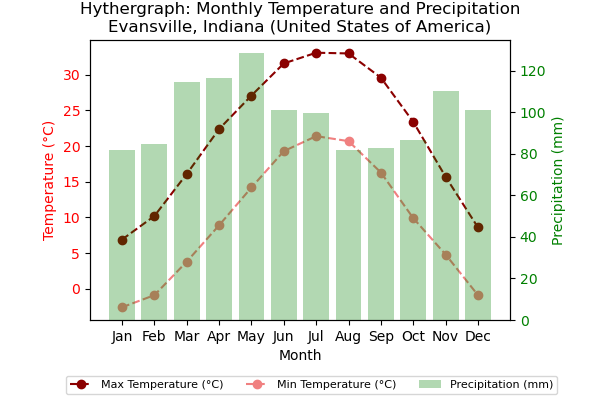 Hythergraph: Monthly Temperature and Precipitation
Evansville, Indiana (United States of America)
Temperature (°C)
30
25
20
15
10
5
0
120
100
80
60
40
20
0
Precipitation (mm)
Jan Feb Mar Apr May Jun Jul Aug Sep Oct Nov Dec
Month
Max Temperature (°C) Min Temperature (°C) Precipitation (mm)